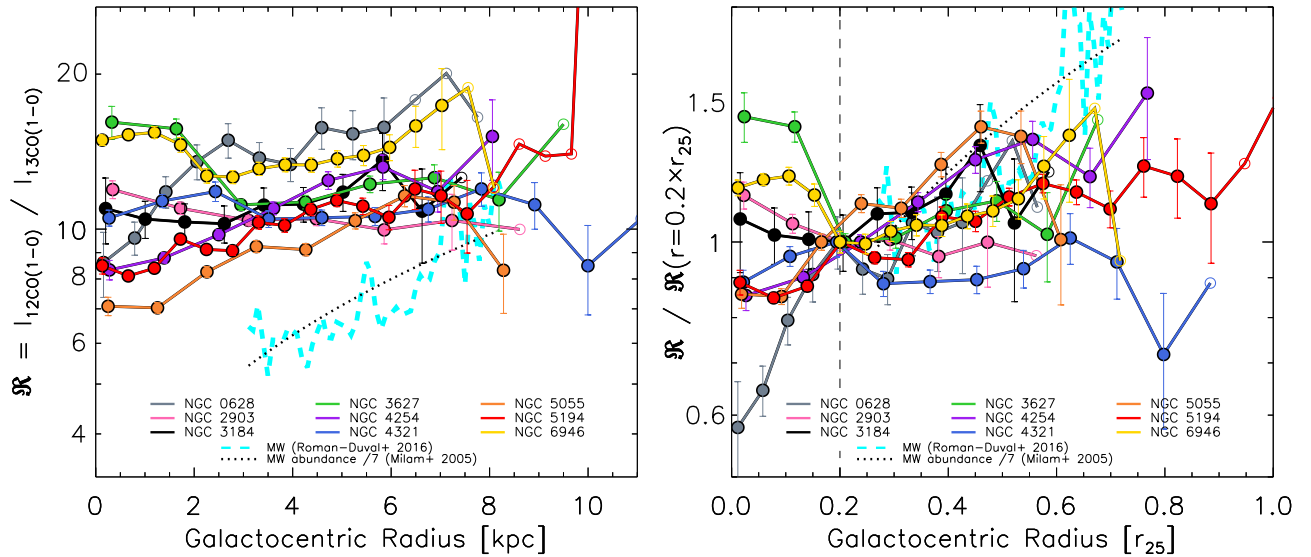 20
10
8
6
4
ℜ = I12CO(1−0) / I13CO(1−0)
NGC 0628
NGC 2903
NGC 3184
NGC 3627
NGC 4254
NGC 4321
NGC 5055
NGC 5194
NGC 6946
MW (Roman−Duval+ 2016)
MW abundance /7 (Milam+ 2005)
0 2 4 6 8 10
Galactocentric Radius [kpc]
1.5
1
0.6
ℜ / ℜ(r=0.2×r25)
NGC 0628
NGC 2903
NGC 3184
NGC 3627
NGC 4254
NGC 4321
NGC 5055
NGC 5194
NGC 6946
MW (Roman−Duval+ 2016)
MW abundance /7 (Milam+ 2005)
0.0 0.2 0.4 0.6 0.8 1.0
Galactocentric Radius [r25]